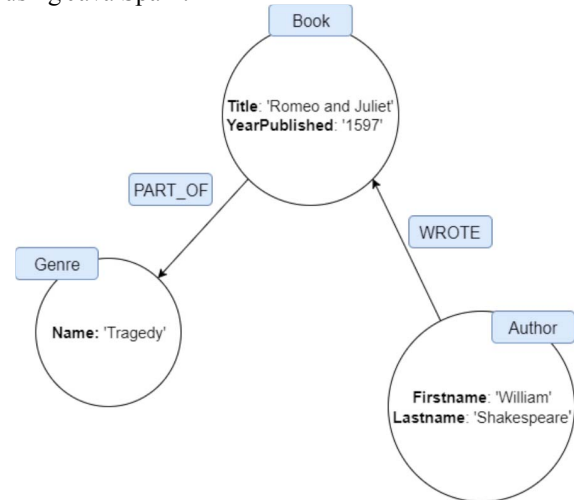 Book
Title: 'Romeo and Juliet'
YearPublished: '1597'
PART_OF
WROTE
Genre
Name: 'Tragedy'
Author
Firstname: 'William'
Lastname: 'Shakespeare'